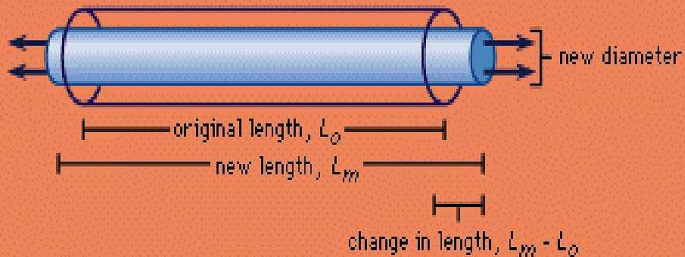 new diameter
original length, Lₒ
new length, Lₘ
change in length, Lₘ - Lₒ